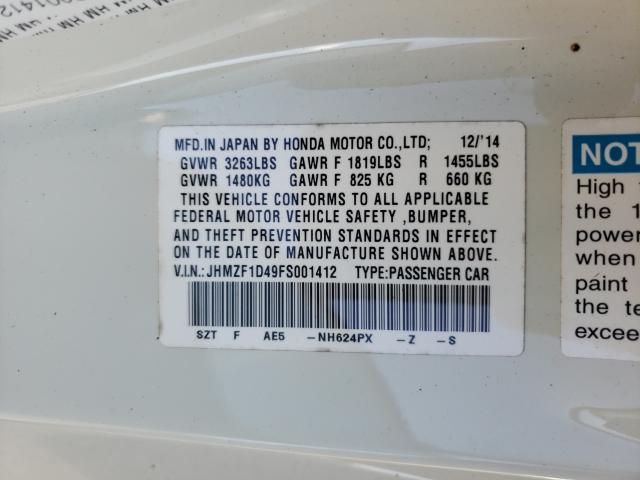 MFD.IN JAPAN BY HONDA MOTOR CO.,LTD; 12/'14
GVWR 3263LBS GAWR F 1819LBS R 1455LBS
GVWR 1480KG GAWR F 825 KG R 660 KG
THIS VEHICLE CONFORMS TO ALL APPLICABLE
FEDERAL MOTOR VEHICLE SAFETY ,BUMPER,
AND THEFT PREVENTION STANDARDS IN EFFECT
ON THE DATE OF MANUFACTURE SHOWN ABOVE.
V.I.N.:JHMZF1D49FS001412 TYPE:PASSENGER CAR
SZT F AE5 -NH624PX -Z -S
NOT
High
the 1
power
when
paint
the te
excee